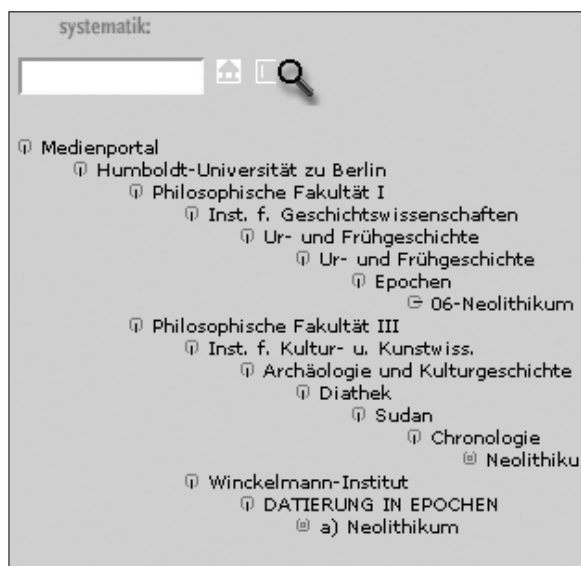 systematik:
Medienportal
Humboldt-Universität zu Berlin
Philosophische Fakultät I
Inst. f. Geschichtswissenschaften
Ur- und Frühgeschichte
Ur- und Frühgeschichte
Epochen
06-Neolithikum
Philosophische Fakultät III
Inst. f. Kultur- u. Kunstwiss.
Archäologie und Kulturgeschichte
Diathek
Sudan
Chronologie
Neolithiku
Winckelmann-Institut
DATIERUNG IN EPOCHEN
a) Neolithikum